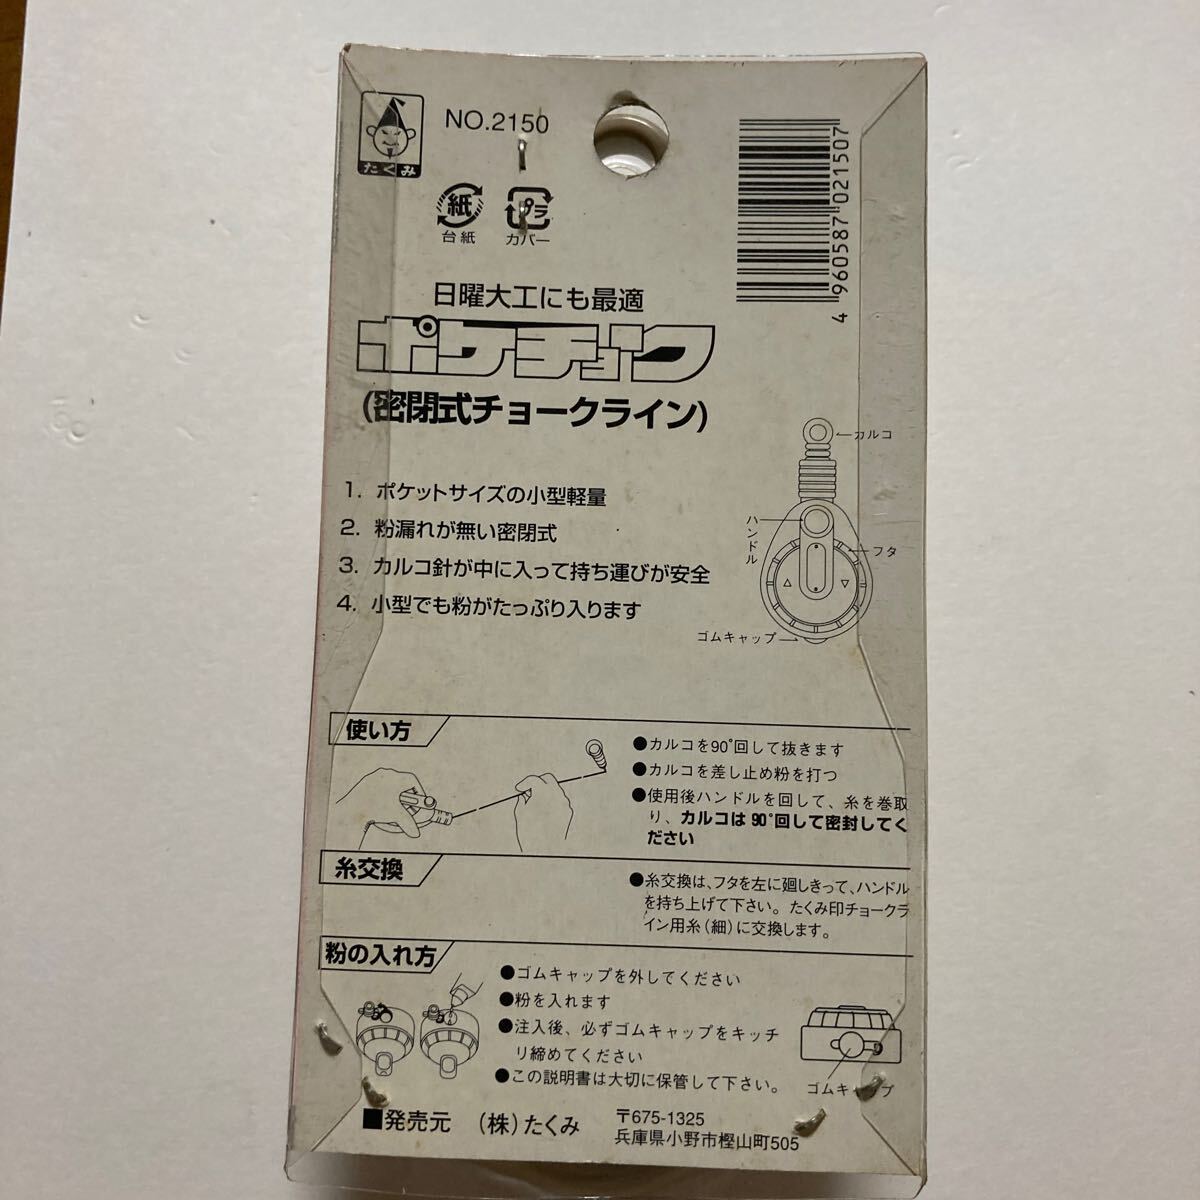 たくみ
NO.2150
紙
台紙
プラ
カバー
4 960587 021507
日曜大工にも最適
ポケチョーク
(密閉式チョークライン)
1. ポケットサイズの小型軽量
2. 粉漏れが無い密閉式
3. カルコ針が中に入って持ち運びが安全
4. 小型でも粉がたっぷり入ります
カルコ
ハンドル
フタ
ゴムキャップ
使い方
●カルコを90°回して抜きます
●カルコを差し止め粉を打つ
●使用後ハンドルを回して、糸を巻取
り、カルコは90°回して密封してく
ださい
糸交換
●糸交換は、フタを左に廻しきって、ハンドル
を持ち上げて下さい。たくみ印チョークラ
イン用糸(細)に交換します。
粉の入れ方
●ゴムキャップを外してください
●粉を入れます
●注入後、必ずゴムキャップをキッチ
リ締めてください
●この説明書は大切に保管して下さい。
ゴムキャップ
■発売元 (株)たくみ
〒675-1325
兵庫県小野市樫山町505